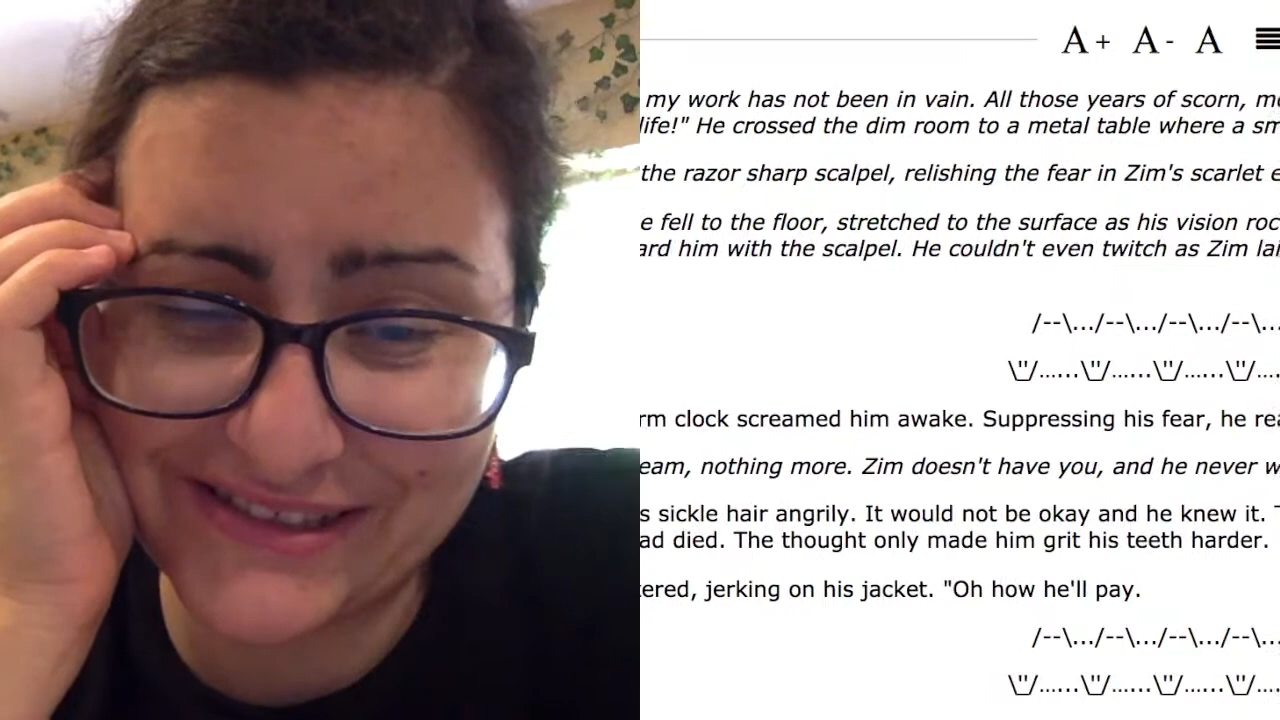 A+ A- A
my work has not been in vain. All those years of scorn,
life!" He crossed the dim room to a metal table where a
the razor sharp scalpel, relishing the fear in Zim's scarlet
fell to the floor, stretched to the surface as his vision
him with the scalpel. He couldn't even twitch as Zim
/--\.../--\.../--\.../--\...
\"/......\"/......\"/......\"/....
clock screamed him awake. Suppressing his fear, he
nothing more. Zim doesn't have you, and he never
sickle hair angrily. It would not be okay and he knew it.
died. The thought only made him grit his teeth harder.
jerking on his jacket. "Oh how he'll pay.
/--\.../--\.../--\.../--\...
\"/......\"/......\"/......\"/....